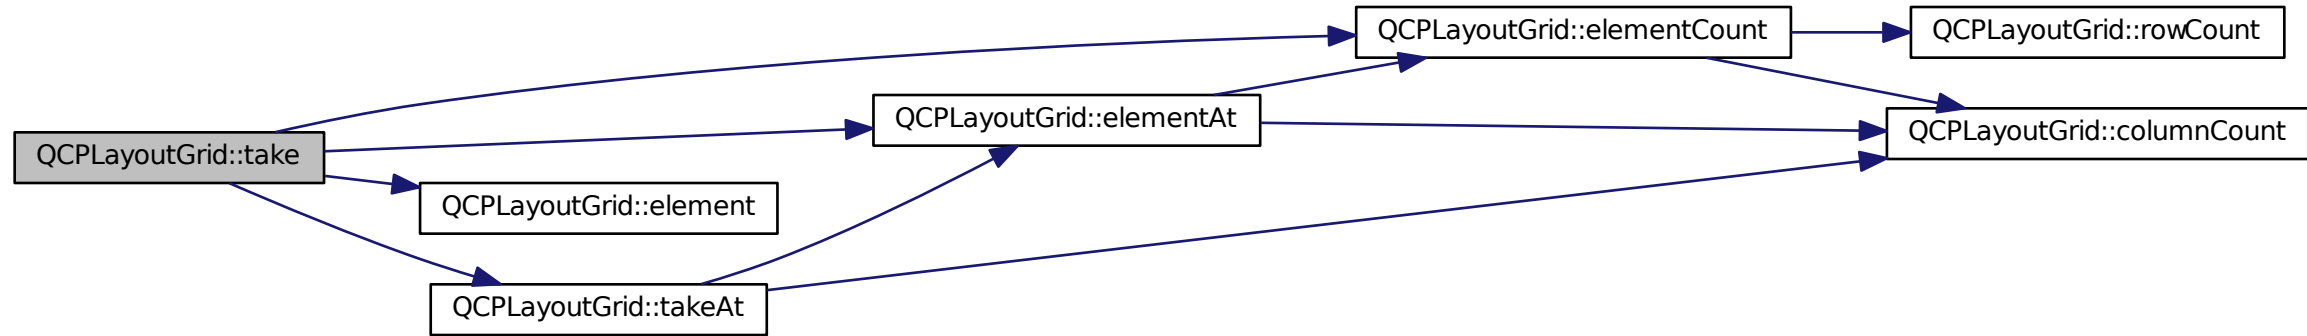 QCPLayoutGrid::take
QCPLayoutGrid::elementCount
QCPLayoutGrid::rowCount
QCPLayoutGrid::elementAt
QCPLayoutGrid::columnCount
QCPLayoutGrid::element
QCPLayoutGrid::takeAt